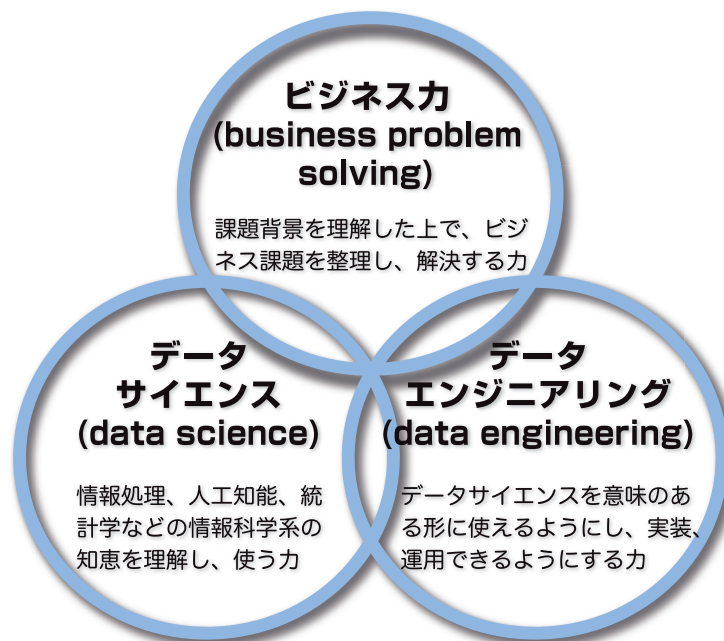 ビジネス力
(business problem
solving)
課題背景を理解した上で、ビジ
ネス課題を整理し、解決する力
データ
サイエンス
(data science)
情報処理、人工知能、統
計学などの情報科学系の
知恵を理解し、使う力
データ
エンジニアリング
(data engineering)
データサイエンスを意味のあ
る形に使えるようにし、実装、
運用できるようにする力